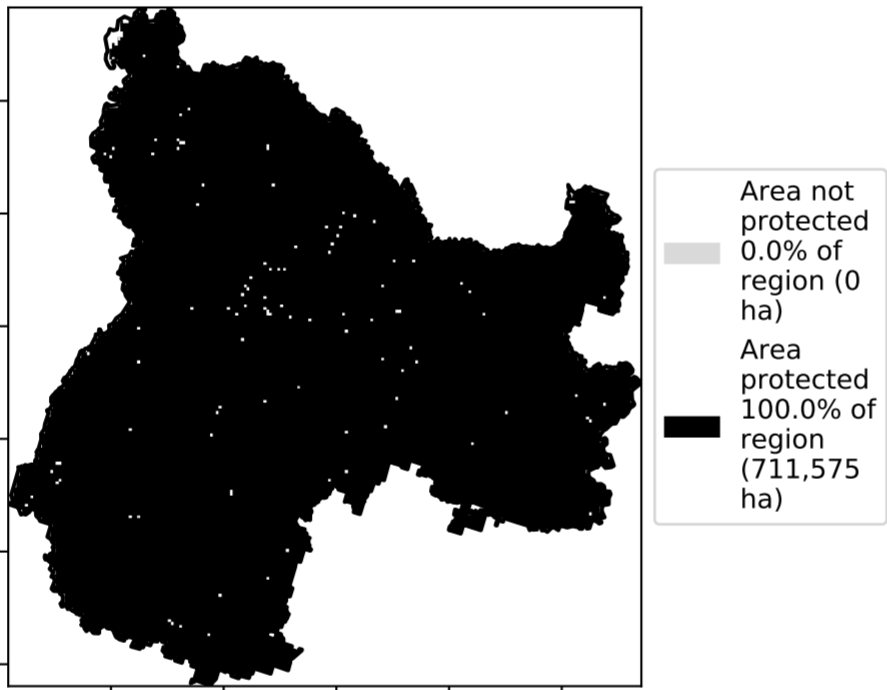 Area not
protected
0.0% of
region (0
ha)
Area
protected
100.0% of
region
(711,575
ha)